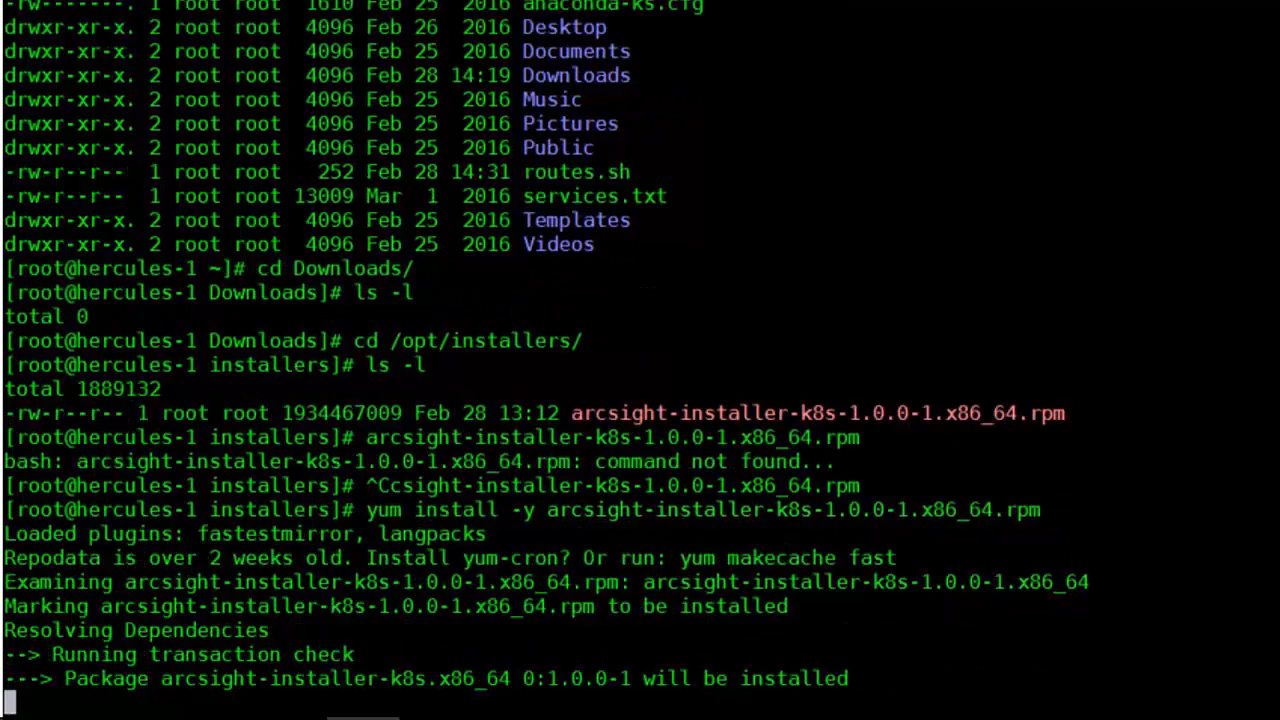 -rw-------. 1 root root  1610 Feb 25  2016 anaconda-ks.cfg
drwxr-xr-x. 2 root root  4096 Feb 26  2016 Desktop
drwxr-xr-x. 2 root root  4096 Feb 25  2016 Documents
drwxr-xr-x. 2 root root  4096 Feb 28 14:19 Downloads
drwxr-xr-x. 2 root root  4096 Feb 25  2016 Music
drwxr-xr-x. 2 root root  4096 Feb 25  2016 Pictures
drwxr-xr-x. 2 root root  4096 Feb 25  2016 Public
-rw-r--r--  1 root root   252 Feb 28 14:31 routes.sh
-rw-r--r--  1 root root 13009 Mar  1  2016 services.txt
drwxr-xr-x. 2 root root  4096 Feb 25  2016 Templates
drwxr-xr-x. 2 root root  4096 Feb 25  2016 Videos
[root@hercules-1 ~]# cd Downloads/
[root@hercules-1 Downloads]# ls -l
total 0
[root@hercules-1 Downloads]# cd /opt/installers/
[root@hercules-1 installers]# ls -l
total 1889132
-rw-r--r-- 1 root root 1934467009 Feb 28 13:12 arcsight-installer-k8s-1.0.0-1.x86_64.rpm
[root@hercules-1 installers]# arcsight-installer-k8s-1.0.0-1.x86_64.rpm
bash: arcsight-installer-k8s-1.0.0-1.x86_64.rpm: command not found...
[root@hercules-1 installers]# ^Ccsight-installer-k8s-1.0.0-1.x86_64.rpm
[root@hercules-1 installers]# yum install -y arcsight-installer-k8s-1.0.0-1.x86_64.rpm
Loaded plugins: fastestmirror, langpacks
Repodata is over 2 weeks old. Install yum-cron? Or run: yum makecache fast
Examining arcsight-installer-k8s-1.0.0-1.x86_64.rpm: arcsight-installer-k8s-1.0.0-1.x86_64
Marking arcsight-installer-k8s-1.0.0-1.x86_64.rpm to be installed
Resolving Dependencies
--> Running transaction check
---> Package arcsight-installer-k8s.x86_64 0:1.0.0-1 will be installed